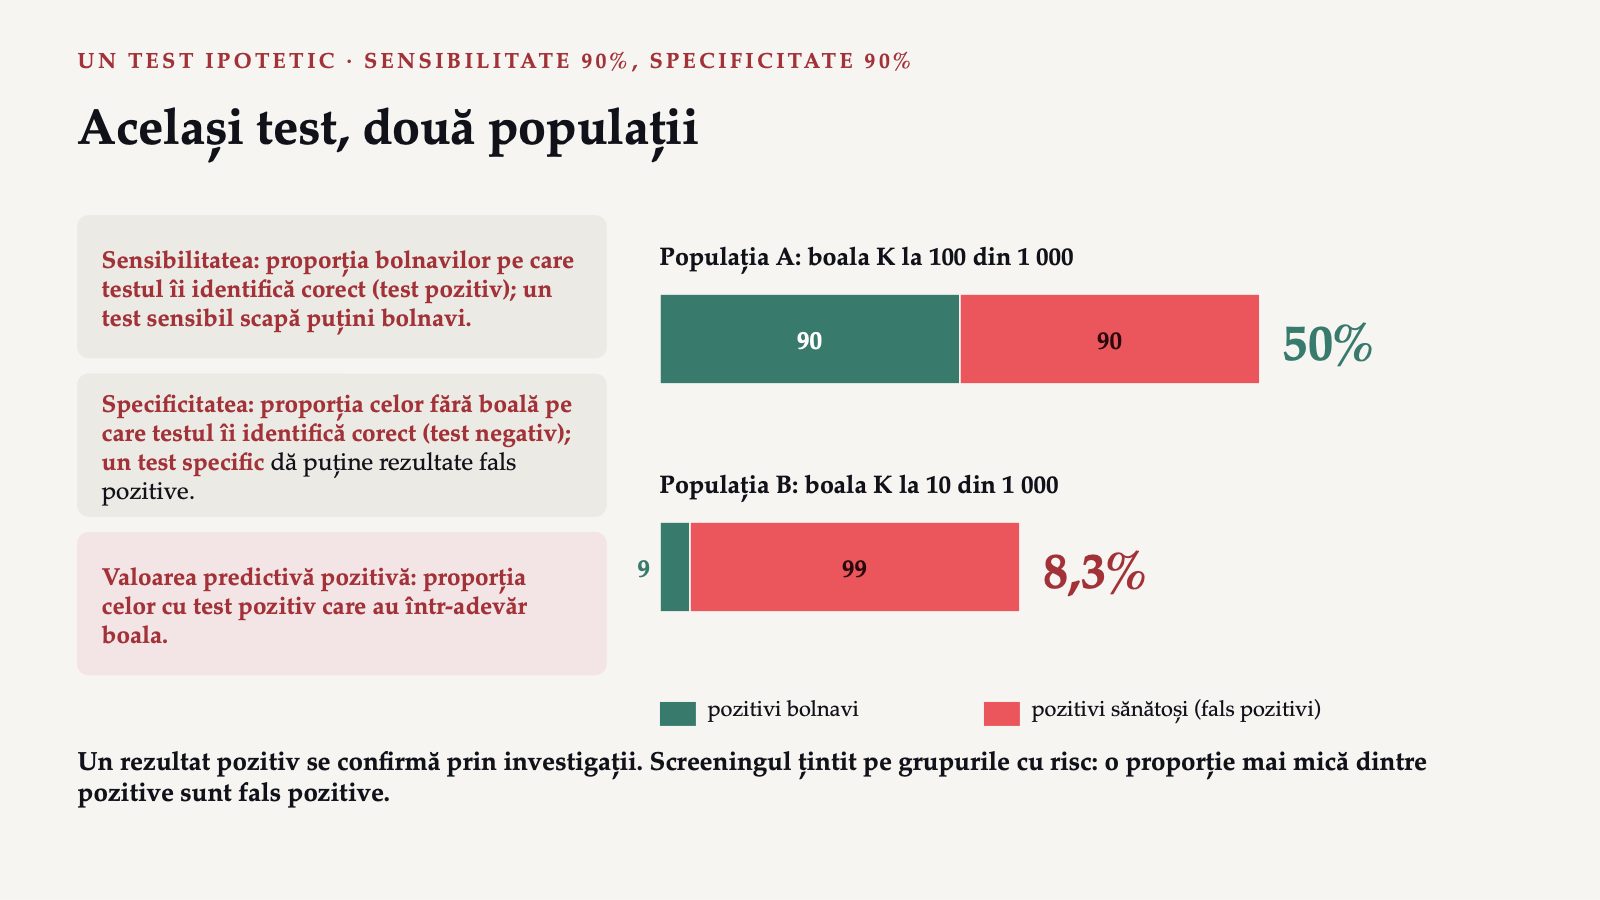 UN TEST IPOTETIC · SENSIBILITATE 90%, SPECIFICITATE 90%
Același test, două populații
Sensibilitatea: proporția bolnavilor pe care
testul îi identifică corect (test pozitiv); un
test sensibil scapă puțini bolnavi.
Specificitatea: proporția celor fără boală pe
care testul îi identifică corect (test negativ);
un test specific dă puține rezultate fals
pozitive.
Valoarea predictivă pozitivă: proporția
celor cu test pozitiv care au într-adevăr
boala.
Populația A: boala K la 100 din 1 000
90 90 50%
Populația B: boala K la 10 din 1 000
9 99 8,3%
pozitivi bolnavi pozitivi sănătoși (fals pozitivi)
Un rezultat pozitiv se confirmă prin investigații. Screeningul țintit pe grupurile cu risc: o proporție mai mică dintre
pozitive sunt fals pozitive.